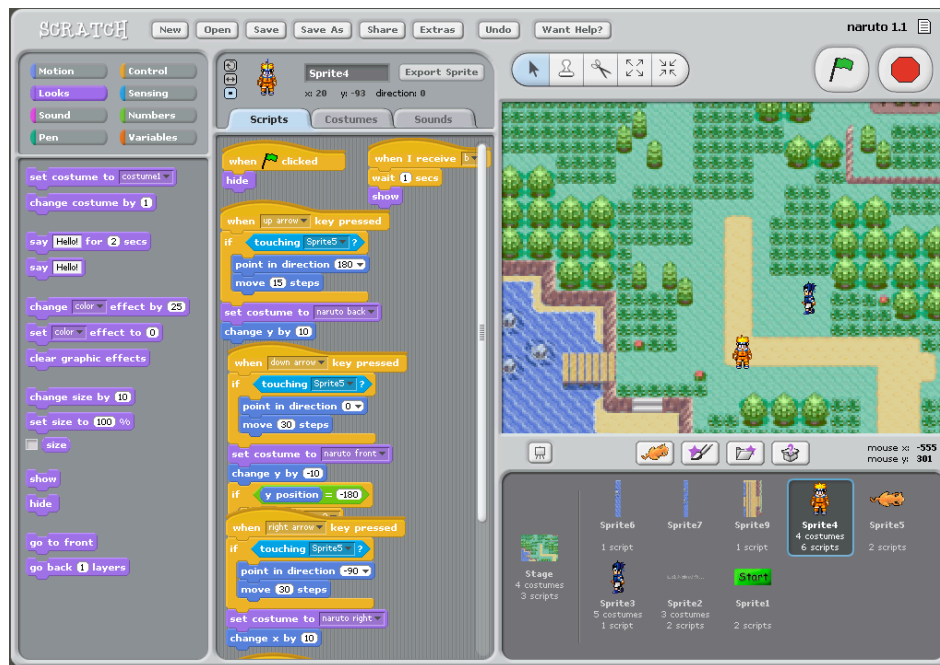 SCRATCH
New Open Save Save As Share Extras Undo Want Help?
naruto 1.1
Motion Control
Looks Sensing
Sound Numbers
Pen Variables
Sprite4 Export Sprite
x: 20 y: -93 direction: 0
Scripts Costumes Sounds
set costume to costume1
change costume by 1
say Hello! for 2 secs
say Hello!
change color effect by 25
set color effect to 0
clear graphic effects
change size by 10
set size to 100 %
size
show
hide
go to front
go back 1 layers
when clicked
hide
when I receive b
wait 1 secs
show
when up arrow key pressed
if touching Sprite5 ?
point in direction 180
move 15 steps
set costume to naruto back
change y by 10
when down arrow key pressed
if touching Sprite5 ?
point in direction 0
move 30 steps
set costume to naruto front
change y by -10
if y position = -180
when right arrow key pressed
if touching Sprite5 ?
point in direction -90
move 30 steps
set costume to naruto right
change x by 10
mouse x: -555
mouse y: 301
Stage
4 costumes
3 scripts
Sprite6
1 script
Sprite7
Sprite9
1 script
Sprite4
4 costumes
6 scripts
Sprite5
2 scripts
Sprite3
5 costumes
1 script
Sprite2
3 costumes
2 scripts
Start
Sprite1
2 scripts